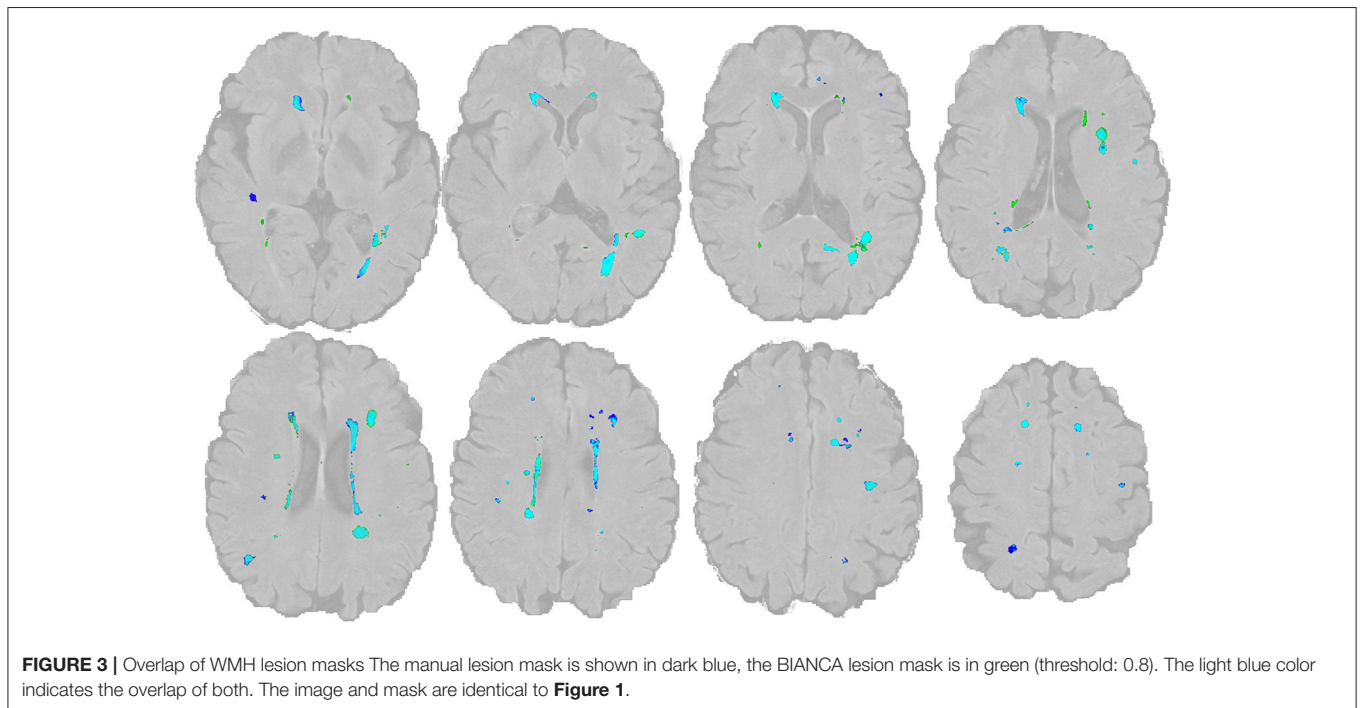 FIGURE 3 | Overlap of WMH lesion masks The manual lesion mask is shown in dark blue, the BIANCA lesion mask is in green (threshold: 0.8). The light blue color
indicates the overlap of both. The image and mask are identical to Figure 1.